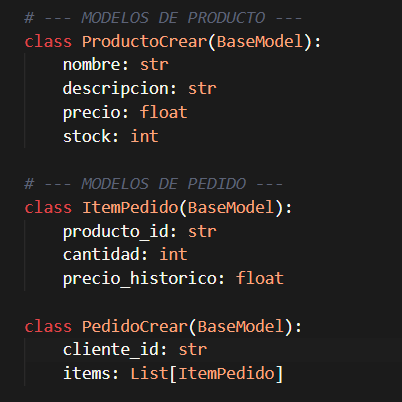 # --- MODELOS DE PRODUCTO ---
class ProductoCrear(BaseModel):
    nombre: str
    descripcion: str
    precio: float
    stock: int

# --- MODELOS DE PEDIDO ---
class ItemPedido(BaseModel):
    producto_id: str
    cantidad: int
    precio_historico: float

class PedidoCrear(BaseModel):
    cliente_id: str
    items: List[ItemPedido]